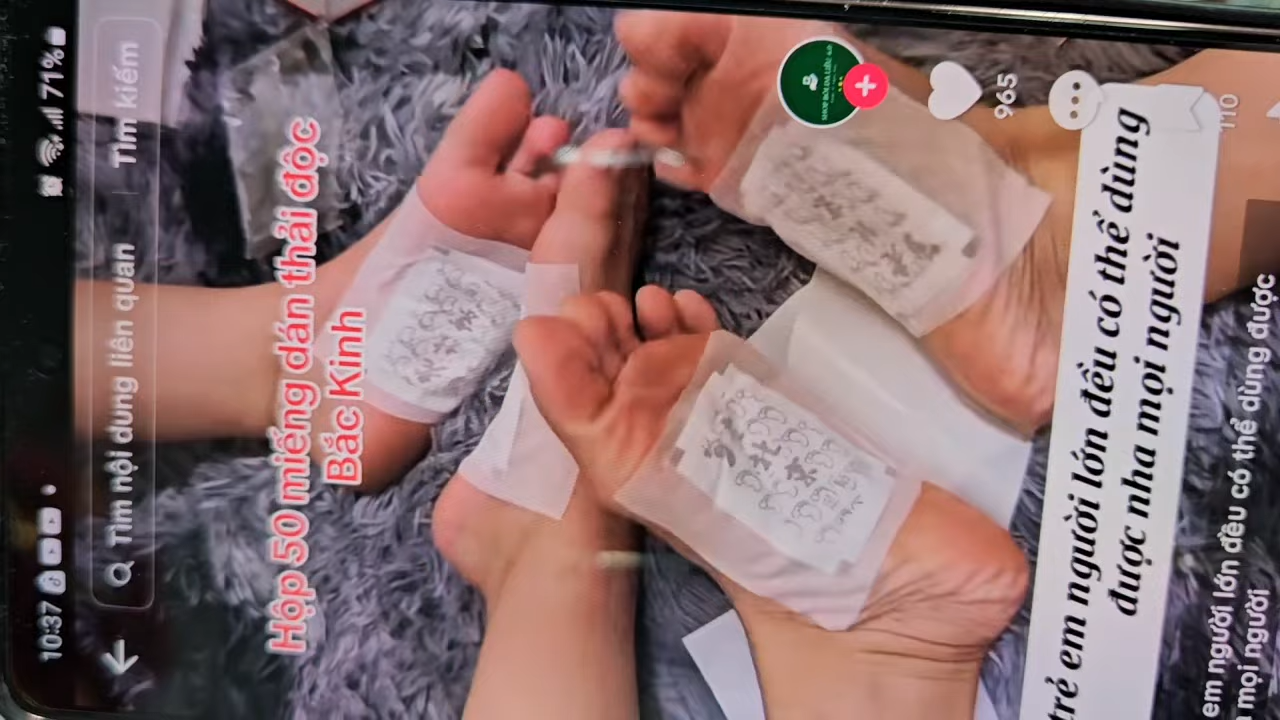 10:37
71%
Tìm nội dung liên quan
Tìm kiếm
Hộp 50 miếng dán thải độc
Bắc Kinh
965
110
trẻ em người lớn đều có thể dùng
được nha mọi người
em người lớn đều có thể dùng được
mọi người